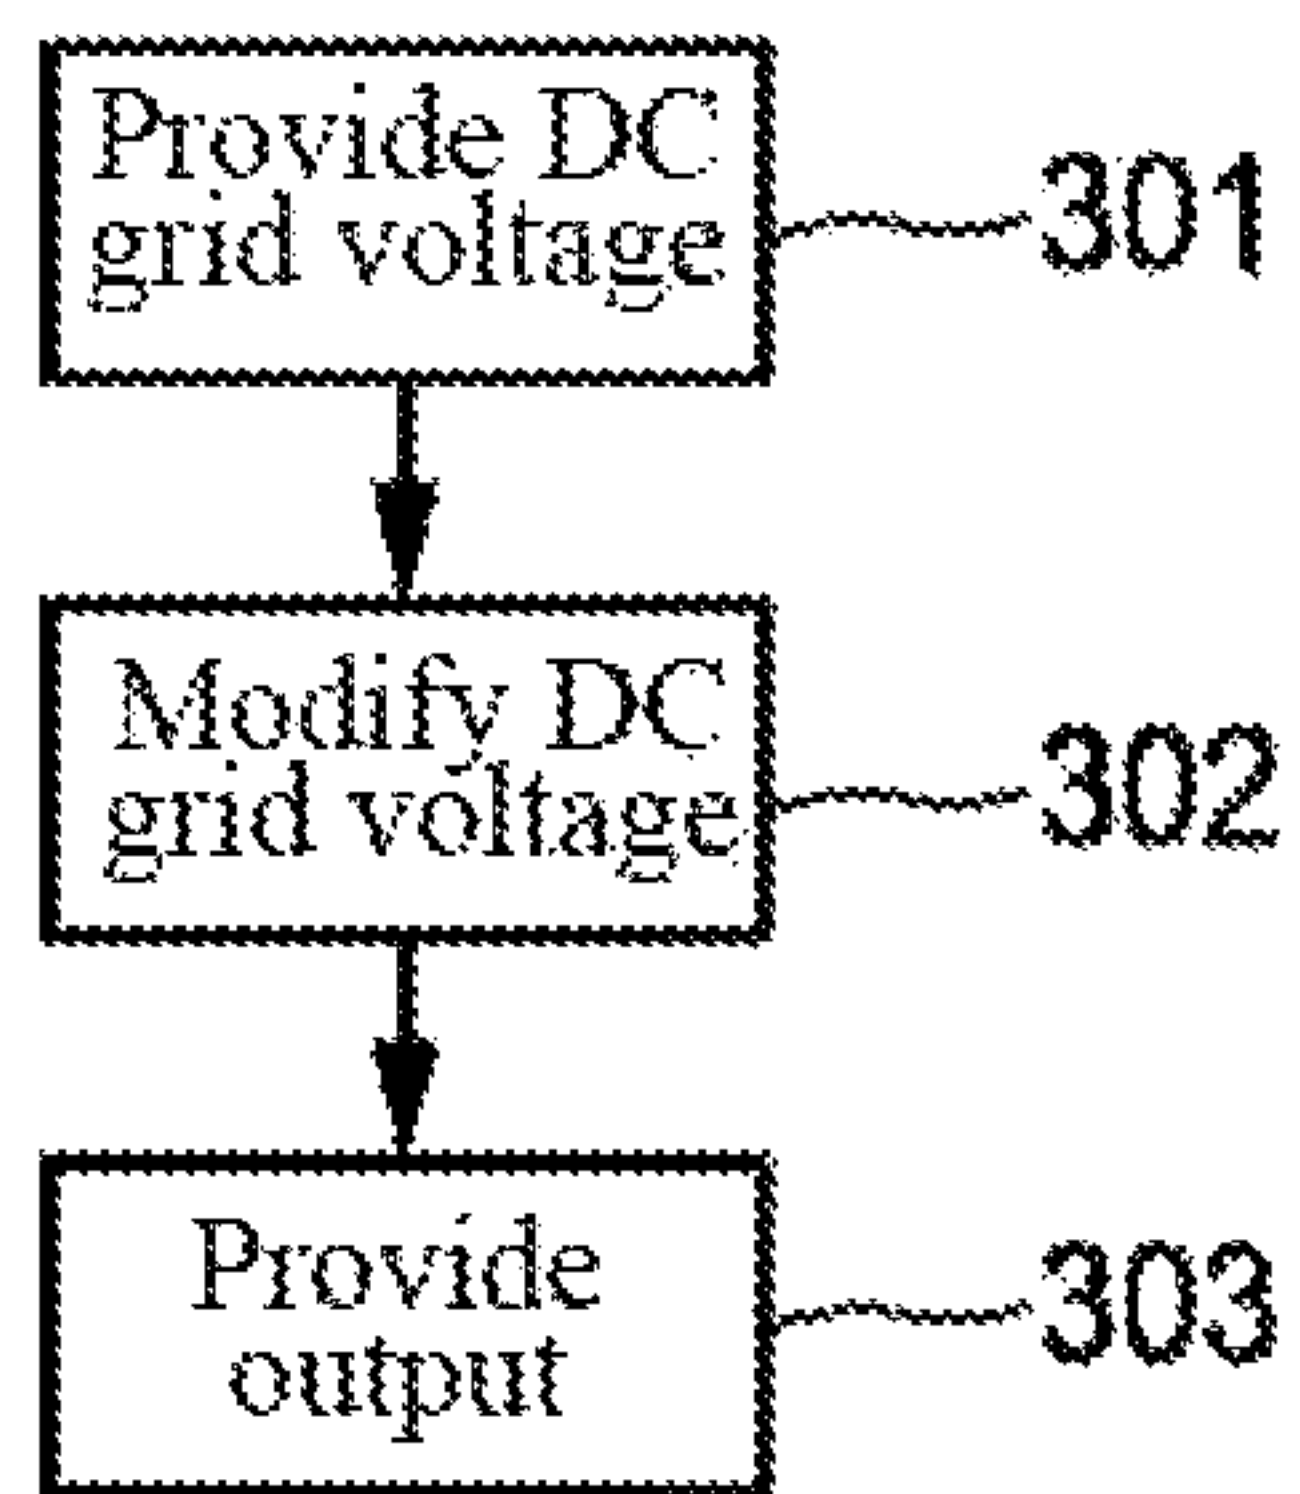 Provide DC
grid voltage
301
Modify DC
grid voltage
302
Provide
output
303